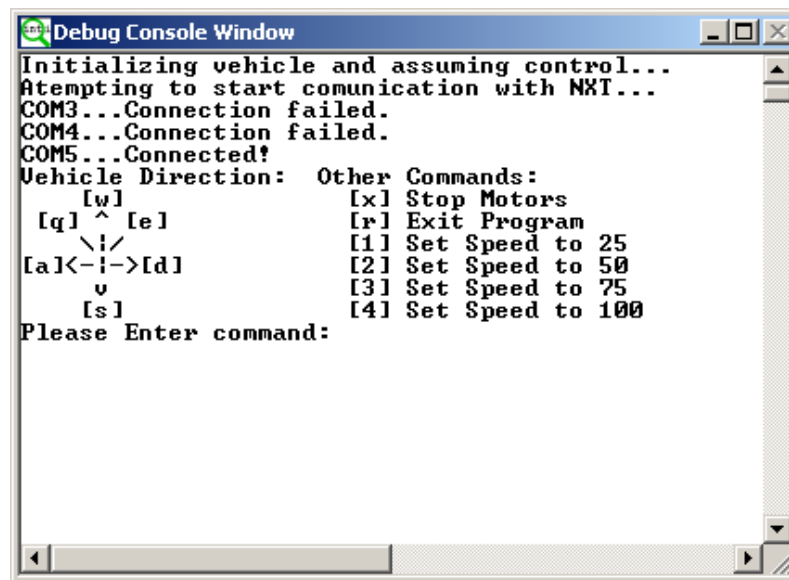 Debug Console Window
Initializing vehicle and assuming control...
Atempting to start comunication with NXT...
COM3...Connection failed.
COM4...Connection failed.
COM5...Connected!
Vehicle Direction:  Other Commands:
    [w]              [x] Stop Motors
 [q] ^ [e]           [r] Exit Program
    \¦/              [1] Set Speed to 25
[a]<-¦->[d]          [2] Set Speed to 50
     v               [3] Set Speed to 75
    [s]              [4] Set Speed to 100
Please Enter command: